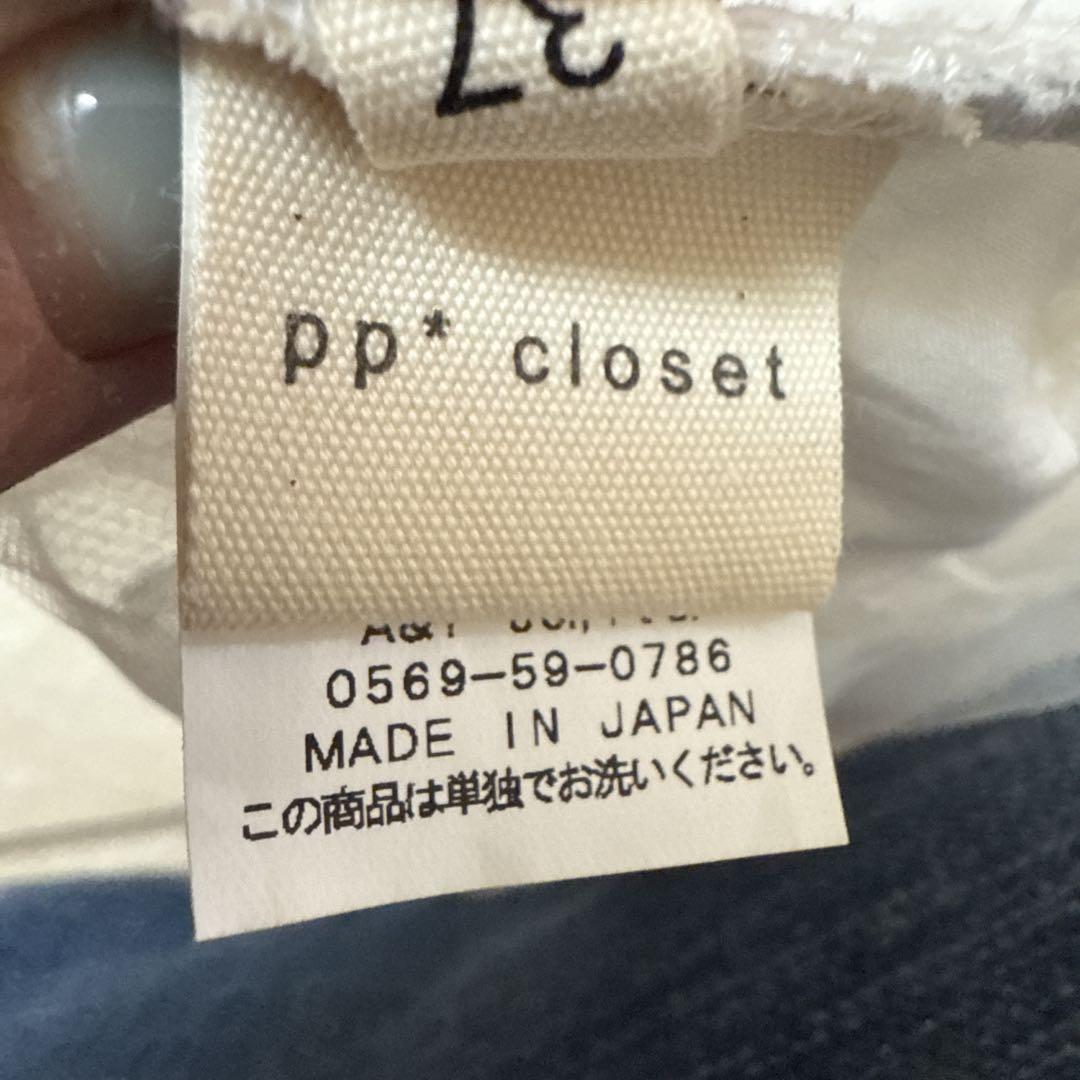 37
pp* closet
0569-59-0786
MADE IN JAPAN
この商品は単独でお洗いください。